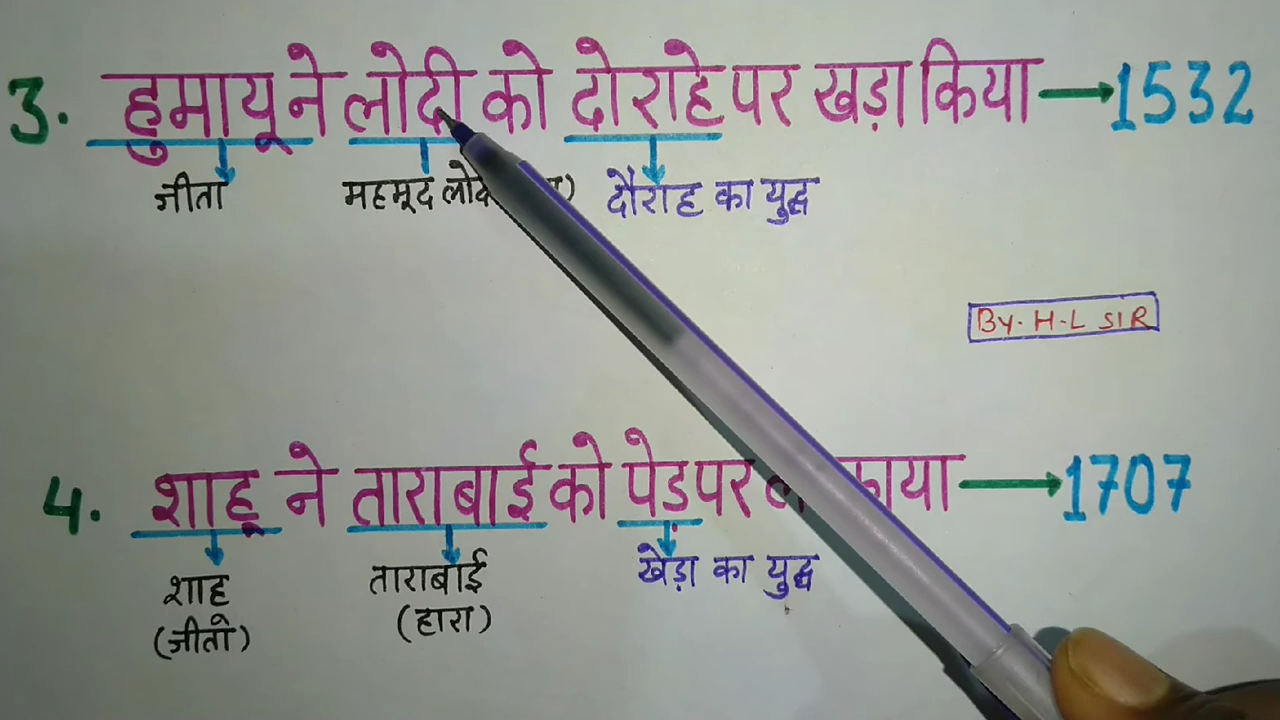 3. हुमायू ने लोदी को दोराहे पर खड़ा किया → 1532
जीता महमूद दौराह का युद्ध
By. H-L SIR
4. शाहू ने ताराबाई को पेड़ पर → 1707
शाह ताराबाई खेड़ा का युद्ध
(जीतो) (हारा)